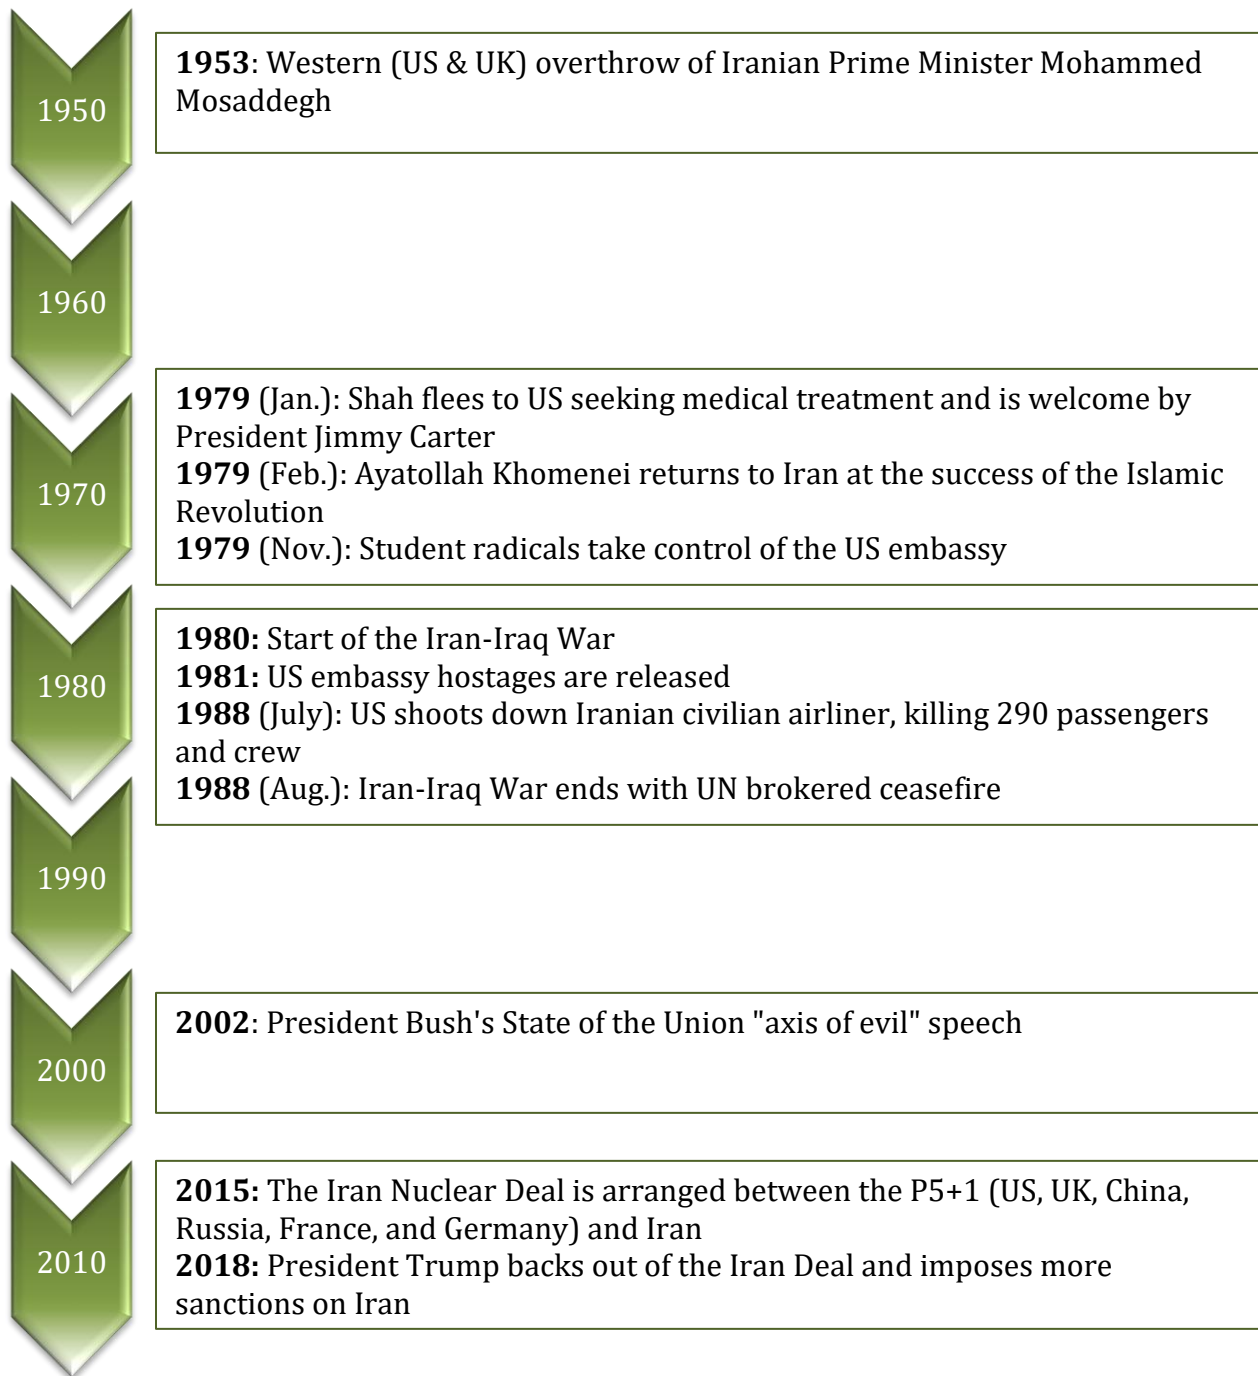 1950
1953: Western (US & UK) overthrow of Iranian Prime Minister Mohammed
Mosaddegh
1960
1970
1979 (Jan.): Shah flees to US seeking medical treatment and is welcome by
President Jimmy Carter
1979 (Feb.): Ayatollah Khomenei returns to Iran at the success of the Islamic
Revolution
1979 (Nov.): Student radicals take control of the US embassy
1980
1980: Start of the Iran-Iraq War
1981: US embassy hostages are released
1988 (July): US shoots down Iranian civilian airliner, killing 290 passengers
and crew
1988 (Aug.): Iran-Iraq War ends with UN brokered ceasefire
1990
2000
2002: President Bush's State of the Union "axis of evil" speech
2010
2015: The Iran Nuclear Deal is arranged between the P5+1 (US, UK, China,
Russia, France, and Germany) and Iran
2018: President Trump backs out of the Iran Deal and imposes more
sanctions on Iran